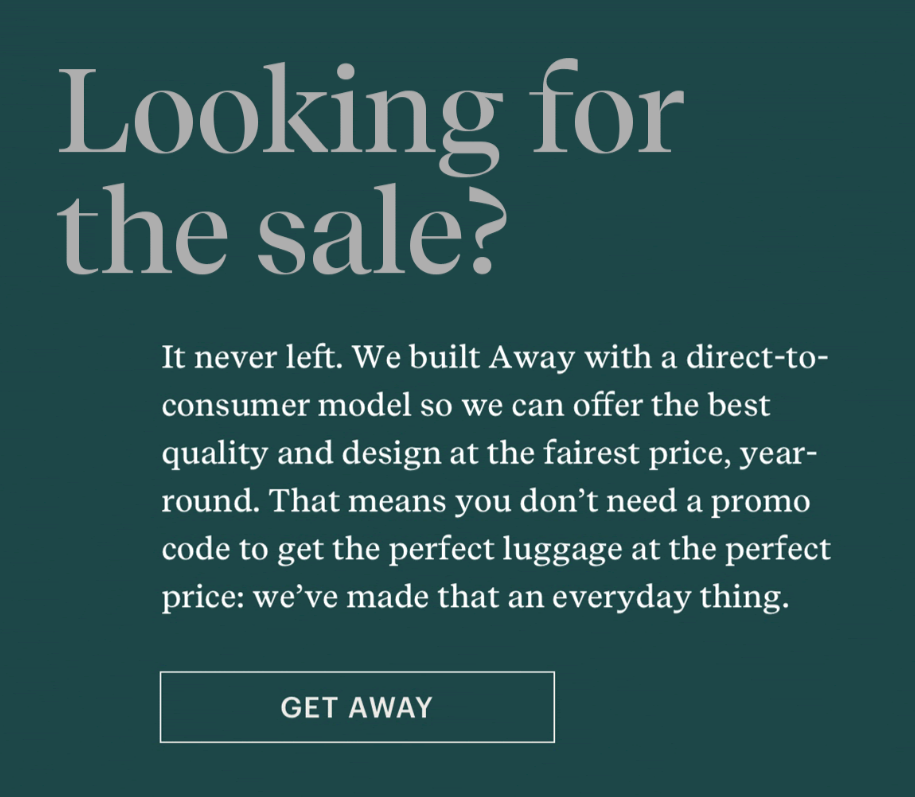 Looking for
the sale?
It never left. We built Away with a direct-to-
consumer model so we can offer the best
quality and design at the fairest price, year-
round. That means you don’t need a promo
code to get the perfect luggage at the perfect
price: we’ve made that an everyday thing.
GET AWAY